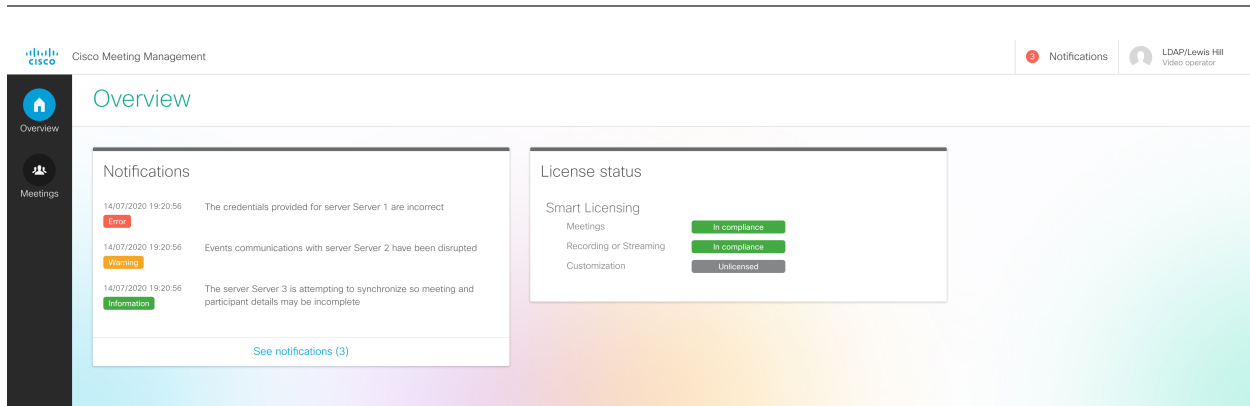 CISCO
Cisco Meeting Management
3 Notifications
LDAP/Lewis Hill
Video operator
Overview
Overview
Meetings
Notifications
14/07/2020 19:20:56 The credentials provided for server Server 1 are incorrect
Error
14/07/2020 19:20:56 Events communications with server Server 2 have been disrupted
Warning
14/07/2020 19:20:56 The server Server 3 is attempting to synchronize so meeting and
Information participant details may be incomplete
See notifications (3)
License status
Smart Licensing
Meetings In compliance
Recording or Streaming In compliance
Customization Unlicensed